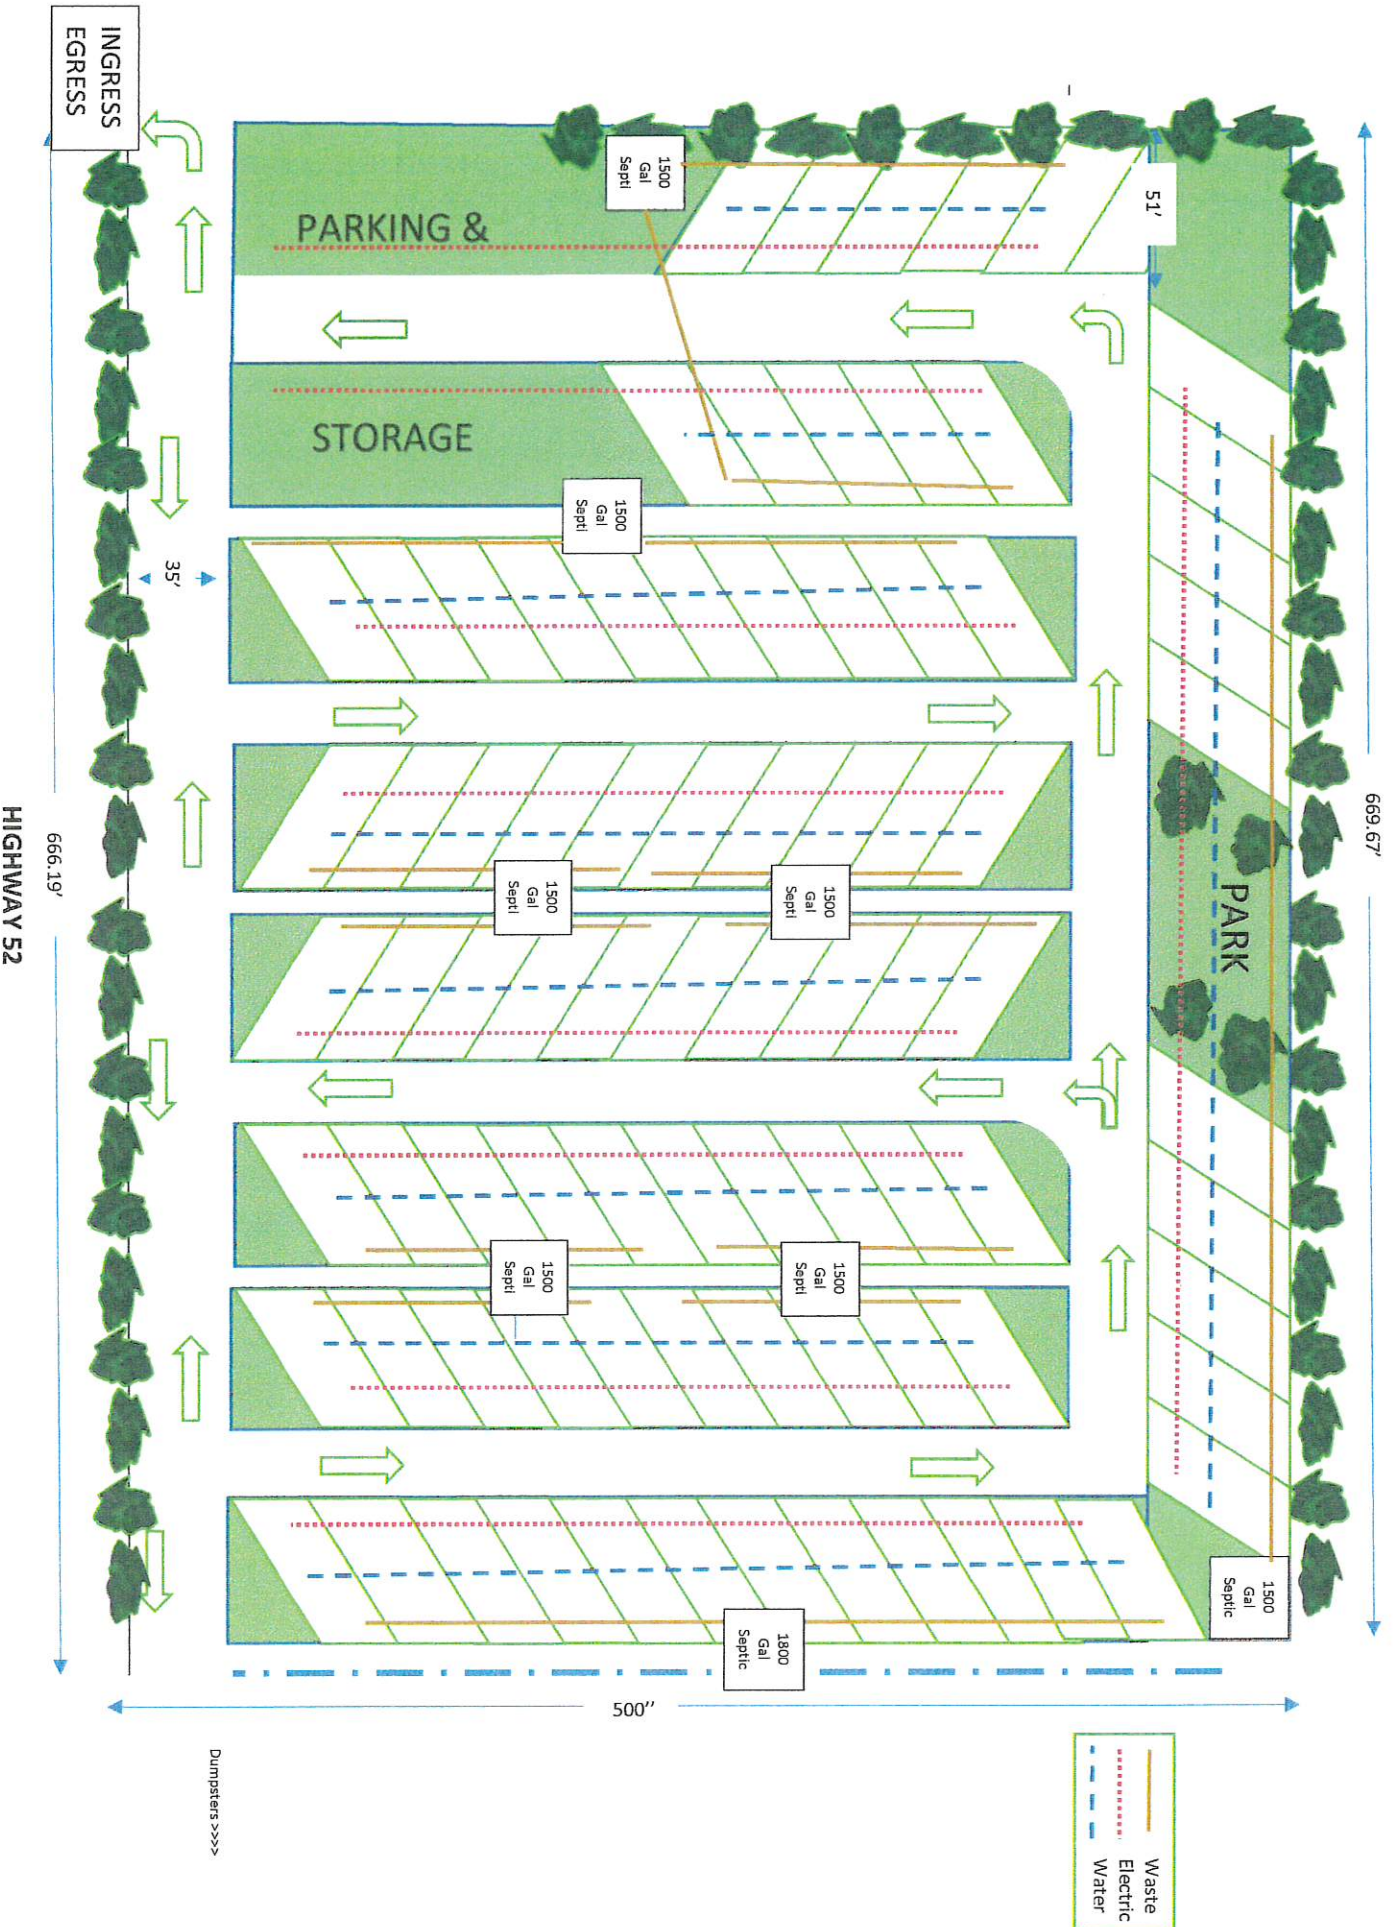 INGRESS
EGRESS
PARKING &
STORAGE
51'
35'
1500
Gal
Septi
1500
Gal
Septi
1500
Gal
Septi
1500
Gal
Septi
1500
Gal
Septi
1500
Gal
Septi
1800
Gal
Septic
1500
Gal
Septic
PARK
669.67'
666.19'
HIGHWAY 52
500''
Dumpsters >>>>
Waste
Electric
Water